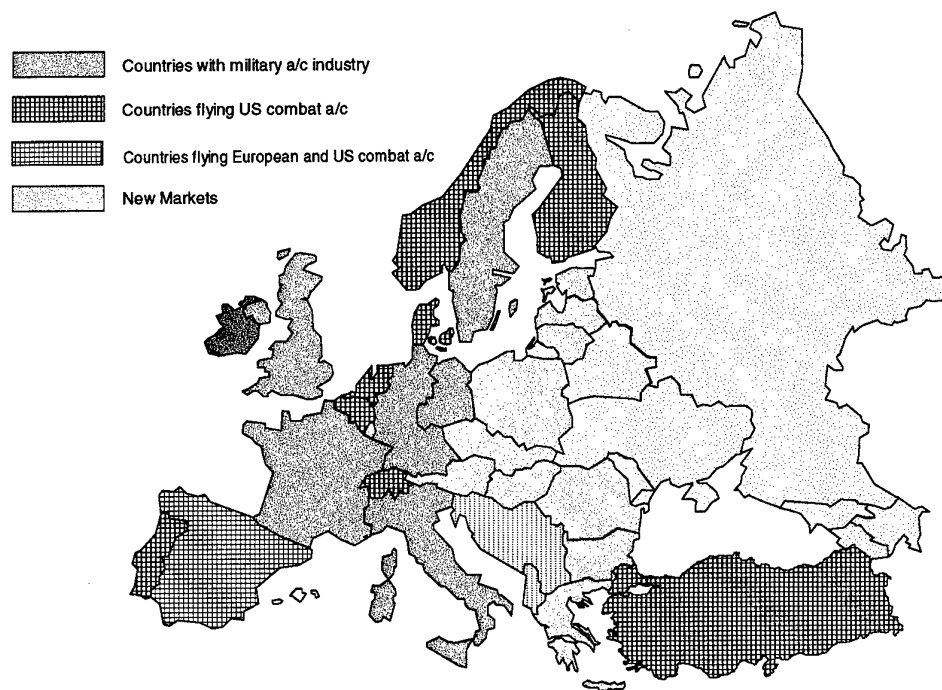 Countries with military a/c industry
Countries flying US combat a/c
Countries flying European and US combat a/c
New Markets